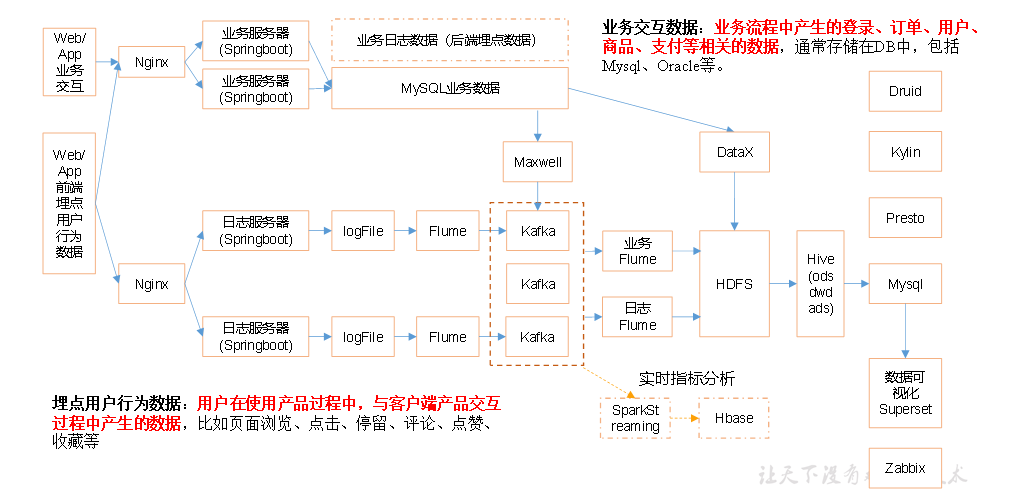 Web/
App
业务
交互
Nginx
业务服务器
(Springboot)
业务服务器
(Springboot)
业务日志数据（后端埋点数据）
MySQL业务数据
业务交互数据：业务流程中产生的登录、订单、用户、
商品、支付等相关的数据，通常存储在DB中，包括
Mysql、Oracle等。
Web/
App
前端
埋点
用户
行为
数据
Maxwell
DataX
Druid
Kylin
Presto
Nginx
日志服务器
(Springboot)
logFile
Flume
Kafka
Kafka
日志服务器
(Springboot)
logFile
Flume
Kafka
业务
Flume
日志
Flume
HDFS
Hive
(ods
dwd
ads)
Mysql
数据可
视化
Superset
Zabbix
实时指标分析
SparkSt
reaming
Hbase
埋点用户行为数据：用户在使用产品过程中，与客户端产品交互
过程中产生的数据，比如页面浏览、点击、停留、评论、点赞、
收藏等
让天下没有
术